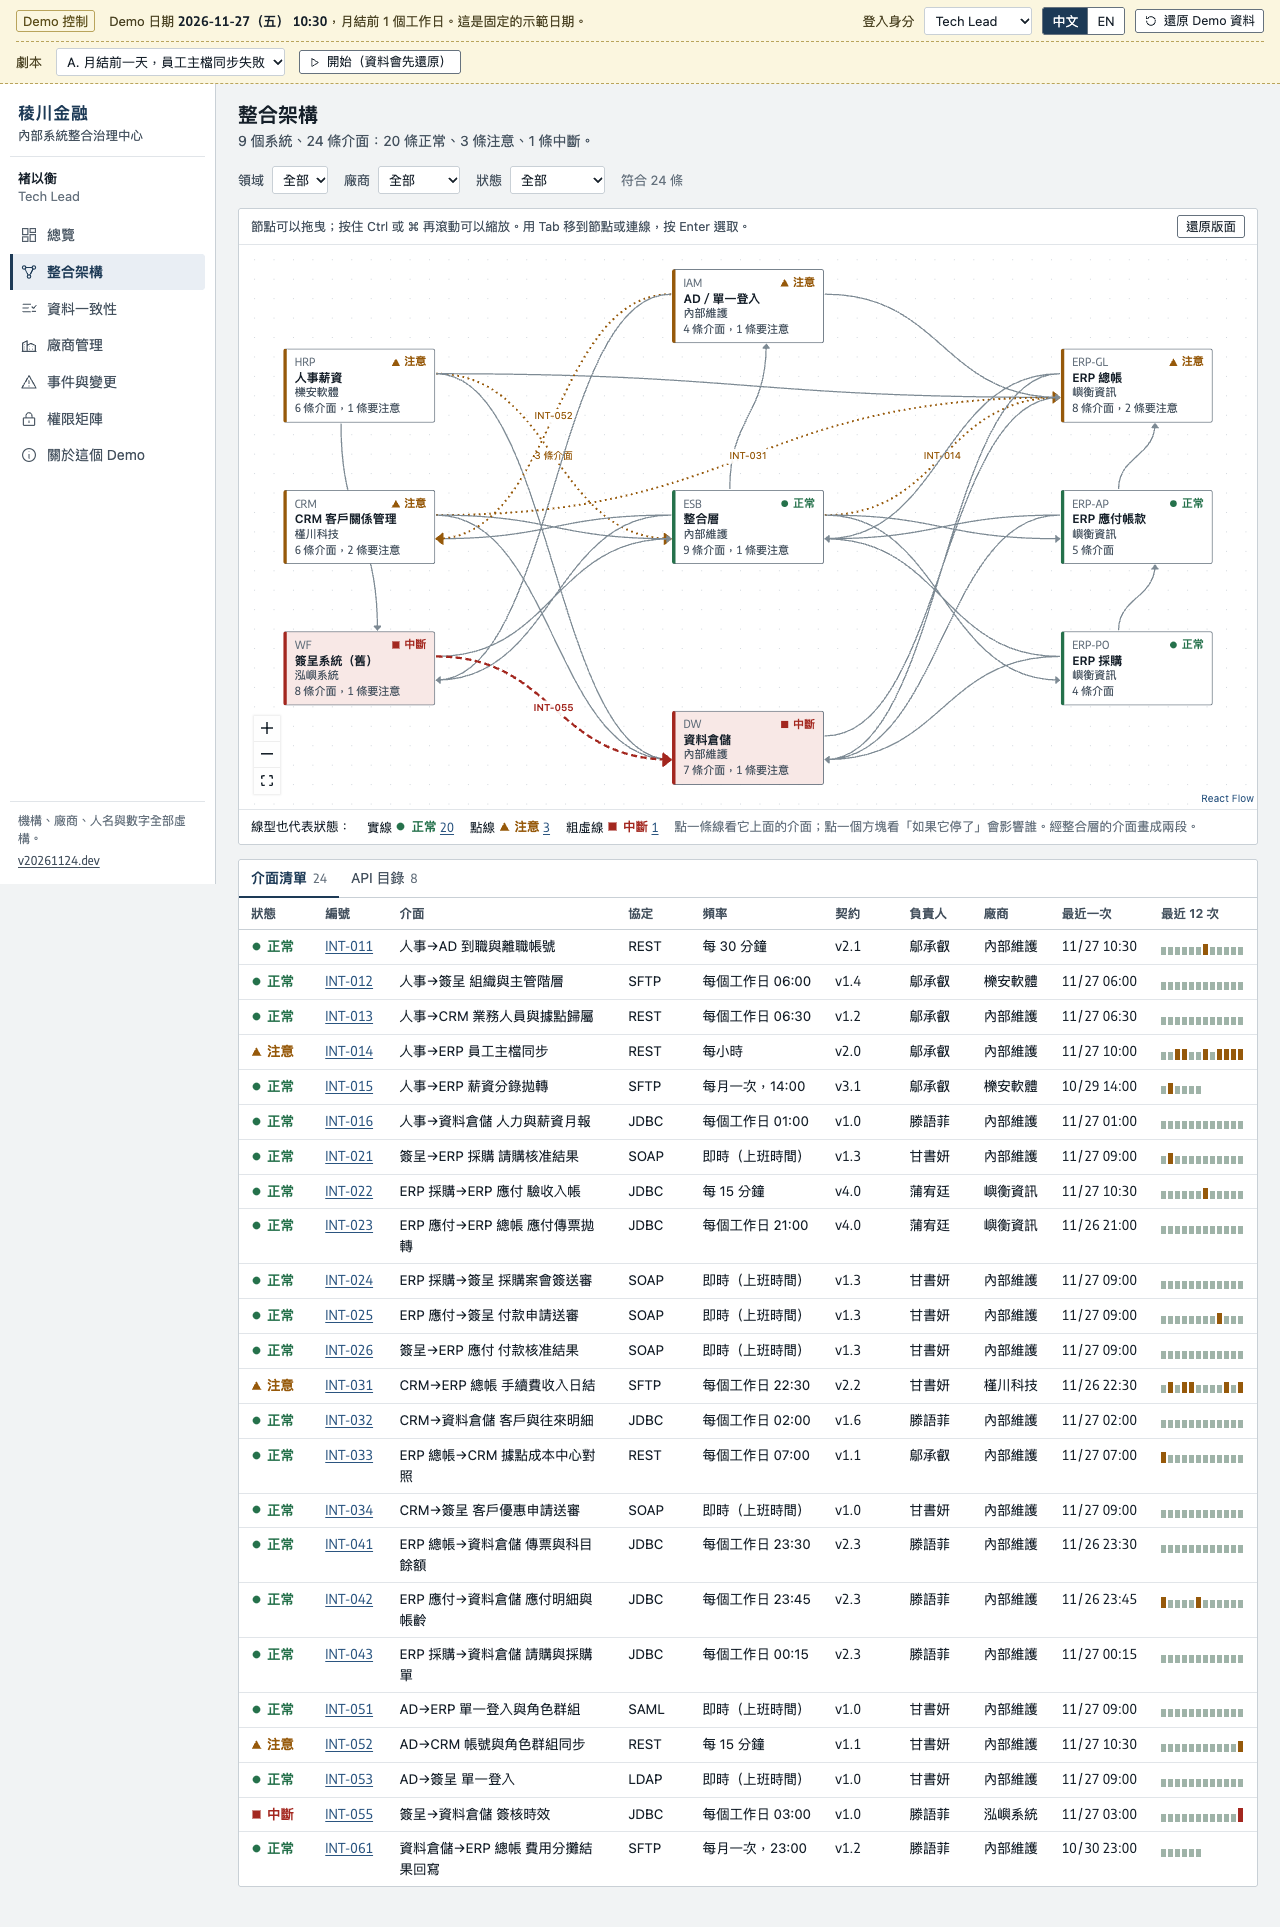 Demo 控制
Demo 日期 2026-11-27（五） 10:30，月結前 1 個工作日。這是固定的示範日期。
登入身分 Tech Lead 中文 EN 還原 Demo 資料
劇本 A. 月結前一天，員工主檔同步失敗 開始（資料會先還原）
稜川金融
內部系統整合治理中心
褚以衡
Tech Lead
總覽
整合架構
資料一致性
廠商管理
事件與變更
權限矩陣
關於這個 Demo
機構、廠商、人名與數字全部虛
構。
v20261124.dev
整合架構
9 個系統、24 條介面：20 條正常、3 條注意、1 條中斷。
領域 全部 廠商 全部 狀態 全部 符合 24 條
節點可以拖曳；按住 Ctrl 或 ⌘ 再滾動可以縮放。用 Tab 移到節點或連線，按 Enter 選取。 還原版面
IAM ▲ 注意
AD / 單一登入
內部維護
4 條介面，1 條要注意
HRP ▲ 注意
人事薪資
櫟安軟體
6 條介面，1 條要注意
ERP-GL ▲ 注意
ERP 總帳
嶼衡資訊
8 條介面，2 條要注意
INT-052
3 條介面
INT-031
INT-014
CRM ▲ 注意
CRM 客戶關係管理
槿川科技
6 條介面，2 條要注意
ESB ● 正常
整合層
內部維護
9 條介面，1 條要注意
ERP-AP ● 正常
ERP 應付帳款
嶼衡資訊
5 條介面
WF ■ 中斷
簽呈系統（舊）
泓嶼系統
8 條介面，1 條要注意
ERP-PO ● 正常
ERP 採購
嶼衡資訊
4 條介面
INT-055
DW ■ 中斷
資料倉儲
內部維護
7 條介面，1 條要注意
React Flow
線型也代表狀態： 實線 ● 正常 20 點線 ▲ 注意 3 粗虛線 ■ 中斷 1 點一條線看它上面的介面；點一個方塊看「如果它停了」會影響誰。經整合層的介面畫成兩段。
介面清單 24 API 目錄 8
狀態 編號 介面 協定 頻率 契約 負責人 廠商 最近一次 最近 12 次
● 正常 INT-011 人事→AD 到職與離職帳號 REST 每 30 分鐘 v2.1 鄔承叡 內部維護 11/27 10:30
● 正常 INT-012 人事→簽呈 組織與主管階層 SFTP 每個工作日 06:00 v1.4 鄔承叡 櫟安軟體 11/27 06:00
● 正常 INT-013 人事→CRM 業務人員與據點歸屬 REST 每個工作日 06:30 v1.2 鄔承叡 內部維護 11/27 06:30
▲ 注意 INT-014 人事→ERP 員工主檔同步 REST 每小時 v2.0 鄔承叡 內部維護 11/27 10:00
● 正常 INT-015 人事→ERP 薪資分錄拋轉 SFTP 每月一次，14:00 v3.1 鄔承叡 櫟安軟體 10/29 14:00
● 正常 INT-016 人事→資料倉儲 人力與薪資月報 JDBC 每個工作日 01:00 v1.0 滕語菲 內部維護 11/27 01:00
● 正常 INT-021 簽呈→ERP 採購 請購核准結果 SOAP 即時（上班時間） v1.3 甘書妍 內部維護 11/27 09:00
● 正常 INT-022 ERP 採購→ERP 應付 驗收入帳 JDBC 每 15 分鐘 v4.0 蒲宥廷 嶼衡資訊 11/27 10:30
● 正常 INT-023 ERP 應付→ERP 總帳 應付傳票拋 JDBC 每個工作日 21:00 v4.0 蒲宥廷 嶼衡資訊 11/26 21:00
轉
● 正常 INT-024 ERP 採購→簽呈 採購案會簽送審 SOAP 即時（上班時間） v1.3 甘書妍 內部維護 11/27 09:00
● 正常 INT-025 ERP 應付→簽呈 付款申請送審 SOAP 即時（上班時間） v1.3 甘書妍 內部維護 11/27 09:00
● 正常 INT-026 簽呈→ERP 應付 付款核准結果 SOAP 即時（上班時間） v1.3 甘書妍 內部維護 11/27 09:00
▲ 注意 INT-031 CRM→ERP 總帳 手續費收入日結 SFTP 每個工作日 22:30 v2.2 甘書妍 槿川科技 11/26 22:30
● 正常 INT-032 CRM→資料倉儲 客戶與往來明細 JDBC 每個工作日 02:00 v1.6 滕語菲 內部維護 11/27 02:00
● 正常 INT-033 ERP 總帳→CRM 據點成本中心對 REST 每個工作日 07:00 v1.1 鄔承叡 內部維護 11/27 07:00
照
● 正常 INT-034 CRM→簽呈 客戶優惠申請送審 SOAP 即時（上班時間） v1.0 甘書妍 內部維護 11/27 09:00
● 正常 INT-041 ERP 總帳→資料倉儲 傳票與科目 JDBC 每個工作日 23:30 v2.3 滕語菲 內部維護 11/26 23:30
餘額
● 正常 INT-042 ERP 應付→資料倉儲 應付明細與 JDBC 每個工作日 23:45 v2.3 滕語菲 內部維護 11/26 23:45
帳齡
● 正常 INT-043 ERP 採購→資料倉儲 請購與採購 JDBC 每個工作日 00:15 v2.3 滕語菲 內部維護 11/27 00:15
單
● 正常 INT-051 AD→ERP 單一登入與角色群組 SAML 即時（上班時間） v1.0 甘書妍 內部維護 11/27 09:00
▲ 注意 INT-052 AD→CRM 帳號與角色群組同步 REST 每 15 分鐘 v1.1 甘書妍 內部維護 11/27 10:30
● 正常 INT-053 AD→簽呈 單一登入 LDAP 即時（上班時間） v1.0 甘書妍 內部維護 11/27 09:00
■ 中斷 INT-055 簽呈→資料倉儲 簽核時效 JDBC 每個工作日 03:00 v1.0 滕語菲 泓嶼系統 11/27 03:00
● 正常 INT-061 資料倉儲→ERP 總帳 費用分攤結 SFTP 每月一次，23:00 v1.2 滕語菲 內部維護 10/30 23:00
果回寫